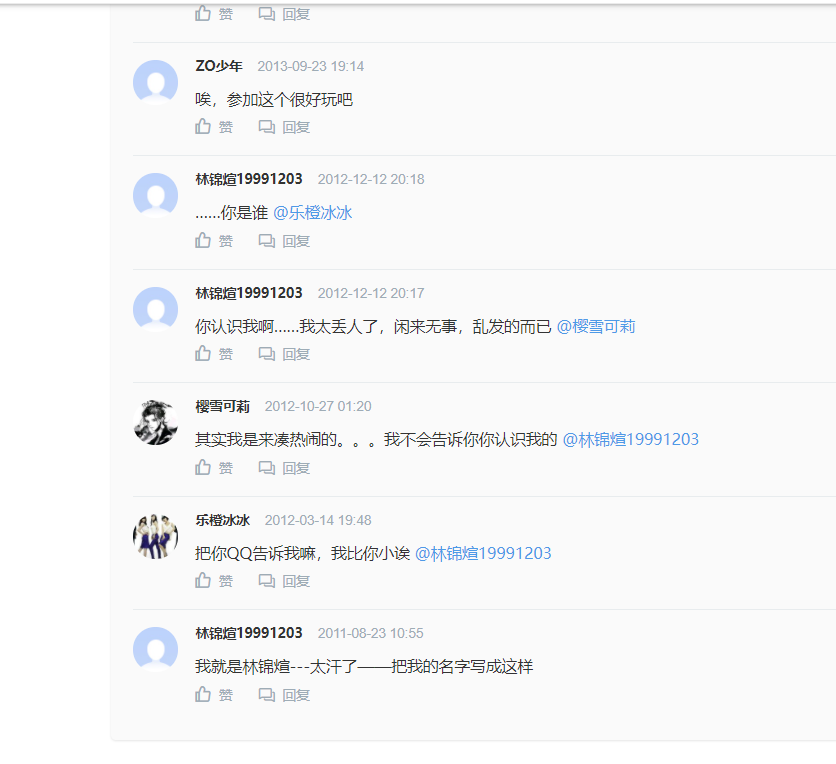 赞 回复
ZO少年 2013-09-23 19:14
唉，参加这个很好玩吧
赞 回复
林锦煊19991203 2012-12-12 20:18
......你是谁 @乐橙冰冰
赞 回复
林锦煊19991203 2012-12-12 20:17
你认识我啊......我太丢人了，闲来无事，乱发的而已 @樱雪可莉
赞 回复
樱雪可莉 2012-10-27 01:20
其实我是来凑热闹的。。。我不会告诉你你认识我的 @林锦煊19991203
赞 回复
乐橙冰冰 2012-03-14 19:48
把你QQ告诉我嘛，我比你小诶 @林锦煊19991203
赞 回复
林锦煊19991203 2011-08-23 10:55
我就是林锦煊---太汗了——把我的名字写成这样
赞 回复